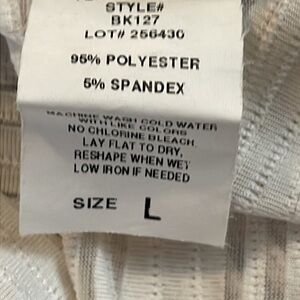 STYLE#
BK127
LOT# 256430
95% POLYESTER
5% SPANDEX
MACHINE WASH COLD WATER
WITH LIKE COLORS
NO CHLORINE BLEACH
LAY FLAT TO DRY,
RESHAPE WHEN WET
LOW IRON IF NEEDED
SIZE L